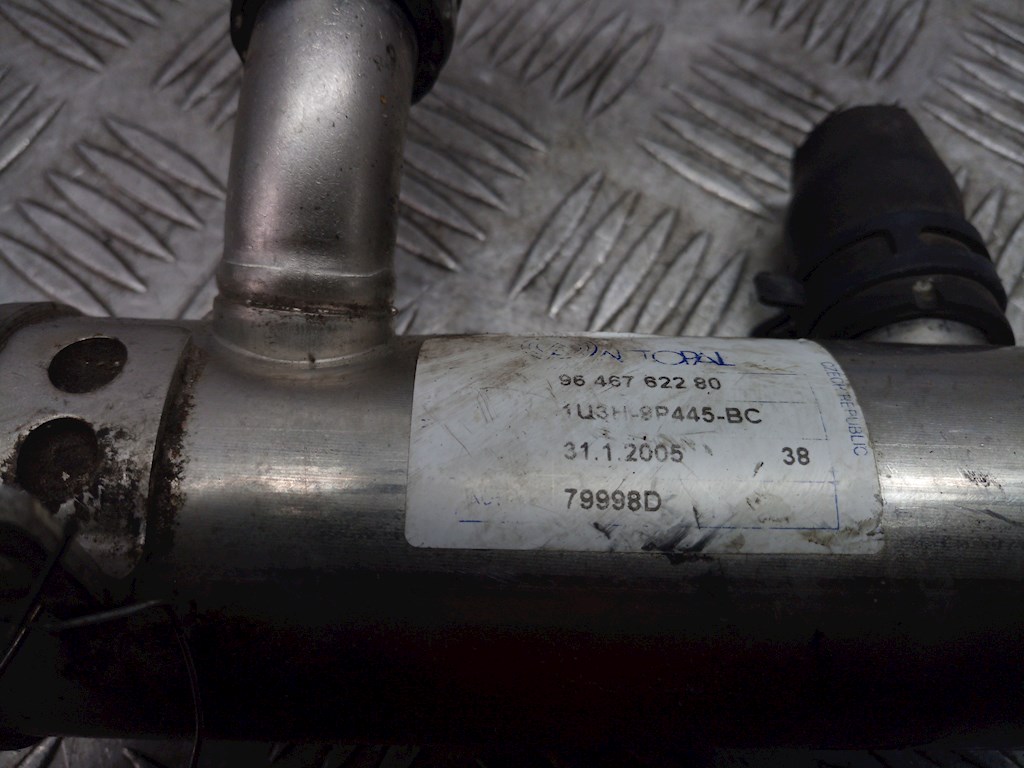 96 467 622 80
1U3H-9P445-BC
31.1.2005 38
79998D
CZECH REPUBLIC